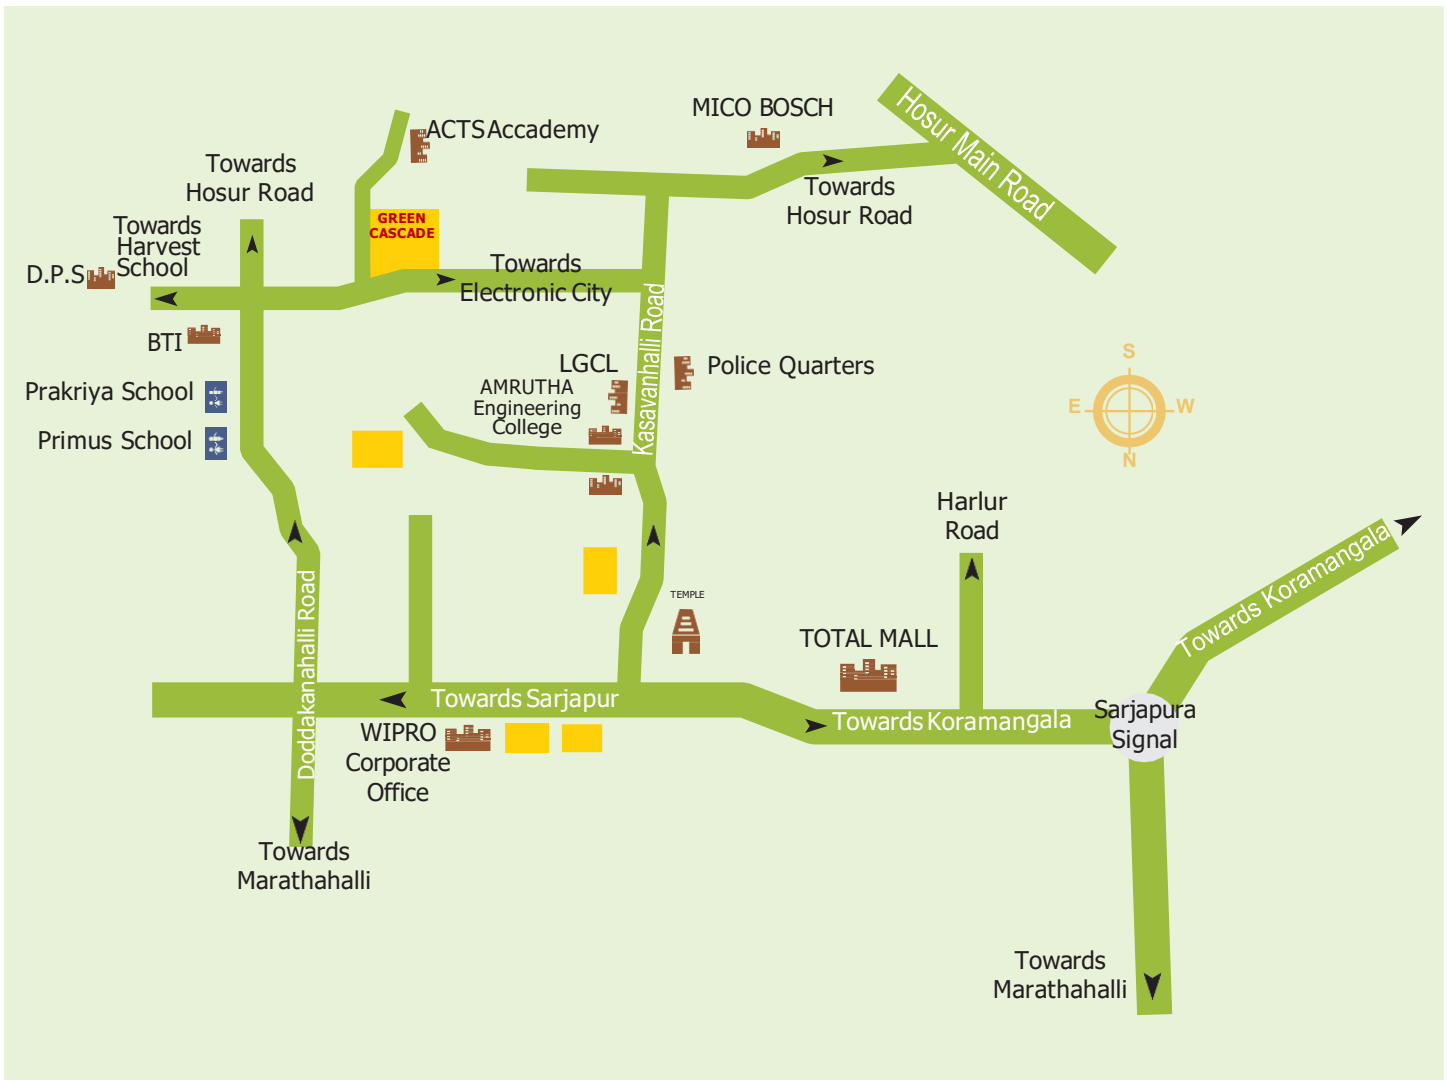 MICO BOSCH
Hosur Main Road
ACTS Accademy
Towards
Hosur Road
Towards
Hosur Road
GREEN
CASCADE
Towards
Harvest
School
D.P.S
Towards
Electronic City
Kasavanhalli Road
BTI
LGCL
Police Quarters
AMRUTHA
Engineering
College
Prakriya School
Primus School
S
E
W
N
Harlur
Road
Towards Koramangala
Doddakanahalli Road
TEMPLE
TOTAL MALL
Towards Sarjapur
Towards Koramangala
Sarjapura
Signal
WIPRO
Corporate
Office
Towards
Marathahalli
Towards
Marathahalli